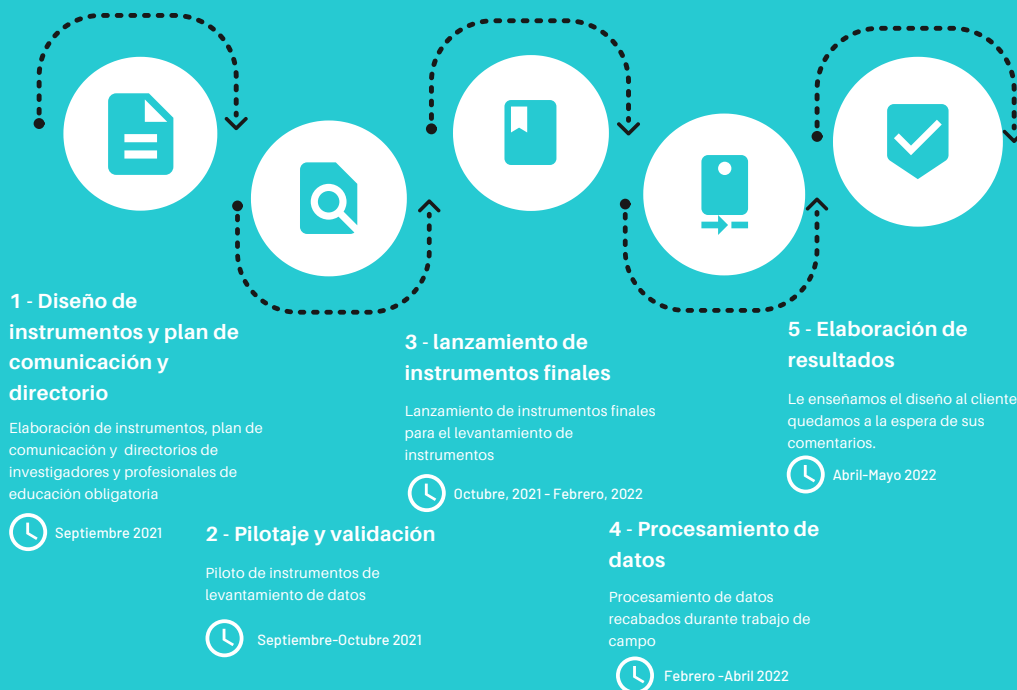 1 - Diseño de
instrumentos y plan de
comunicación y
directorio
Elaboración de instrumentos, plan de
comunicación y directorios de
investigadores y profesionales de
educación obligatoria
Septiembre 2021
2 - Pilotaje y validación
Piloto de instrumentos de
levantamiento de datos
Septiembre-Octubre 2021
3 - lanzamiento de
instrumentos finales
Lanzamiento de instrumentos finales
para el levantamiento de
instrumentos
Octubre, 2021 - Febrero, 2022
4 - Procesamiento de
datos
Procesamiento de datos
recabados durante trabajo de
campo
Febrero -Abril 2022
5 - Elaboración de
resultados
Le enseñamos el diseño al cliente
quedamos a la espera de sus
comentarios.
Abril-Mayo 2022